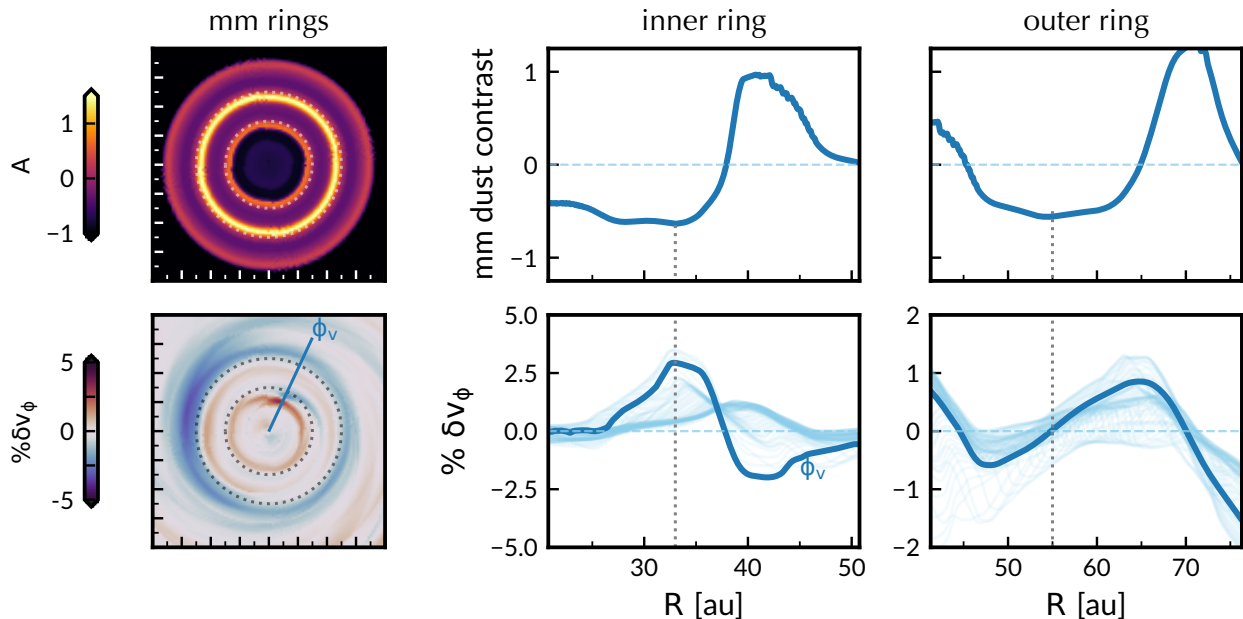 mm rings
inner ring
outer ring
A
1
0
−1
mm dust contrast
1
0
−1
% δvϕ
5
0
-5
ϕv
% δvϕ
5.0
2.5
0.0
−2.5
−5.0
ϕv
30
40
50
R [au]
2
1
0
−1
−2
50
60
70
R [au]